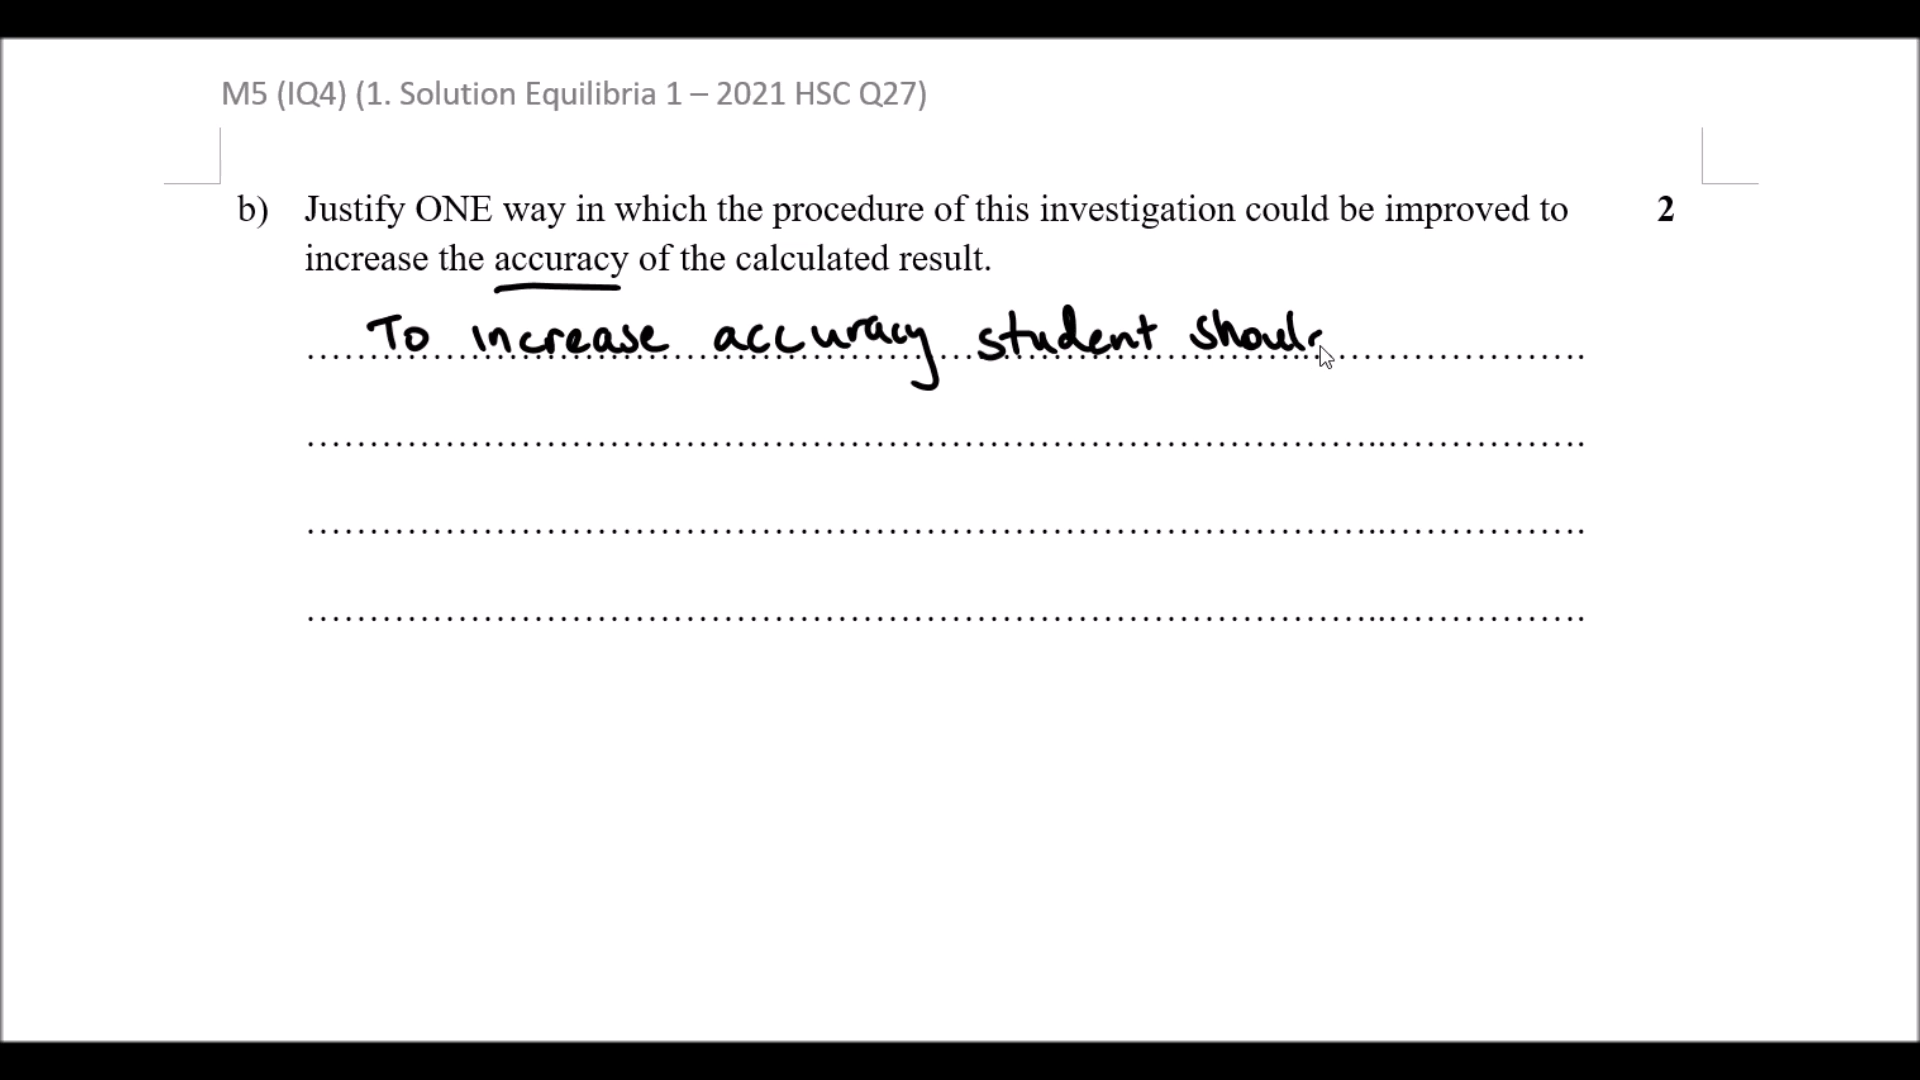 M5 (IQ4) (1. Solution Equilibria 1 – 2021 HSC Q27)
b) Justify ONE way in which the procedure of this investigation could be improved to 2
increase the accuracy of the calculated result.
To increase accuracy student shoul